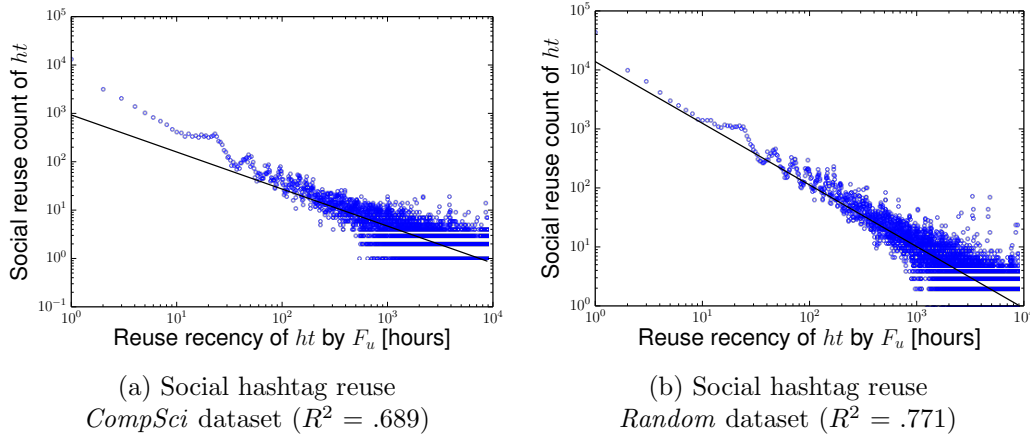 10^5
10^4
10^3
10^2
10^1
10^0
10^-1
Social reuse count of ht
10^0 10^1 10^2 10^3 10^4
Reuse recency of ht by F_u [hours]
(a) Social hashtag reuse
CompSci dataset (R^2 = .689)
10^5
10^4
10^3
10^2
10^1
10^0
Social reuse count of ht
10^0 10^1 10^2 10^3 10^4
Reuse recency of ht by F_u [hours]
(b) Social hashtag reuse
Random dataset (R^2 = .771)